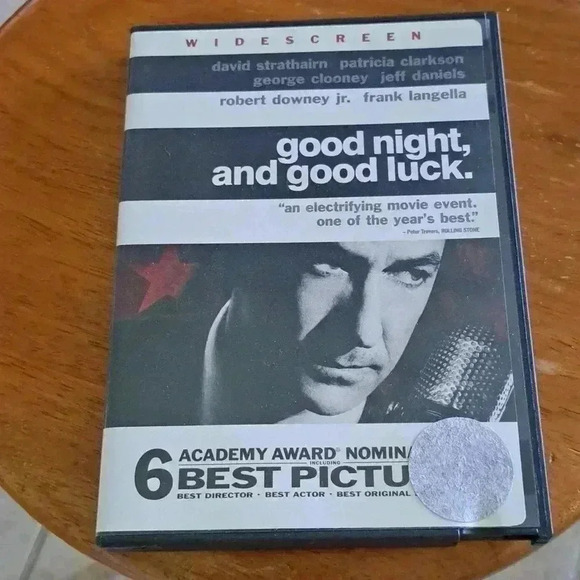 WIDESCREEN
david strathairn patricia clarkson
george clooney jeff daniels
robert downey jr. frank langella
good night,
and good luck.
"an electrifying movie event.
one of the year's best."
- Peter Travers, ROLLING STONE
6 ACADEMY AWARD® NOMINA
INCLUDING
BEST PICTU
BEST DIRECTOR · BEST ACTOR · BEST ORIGINAL